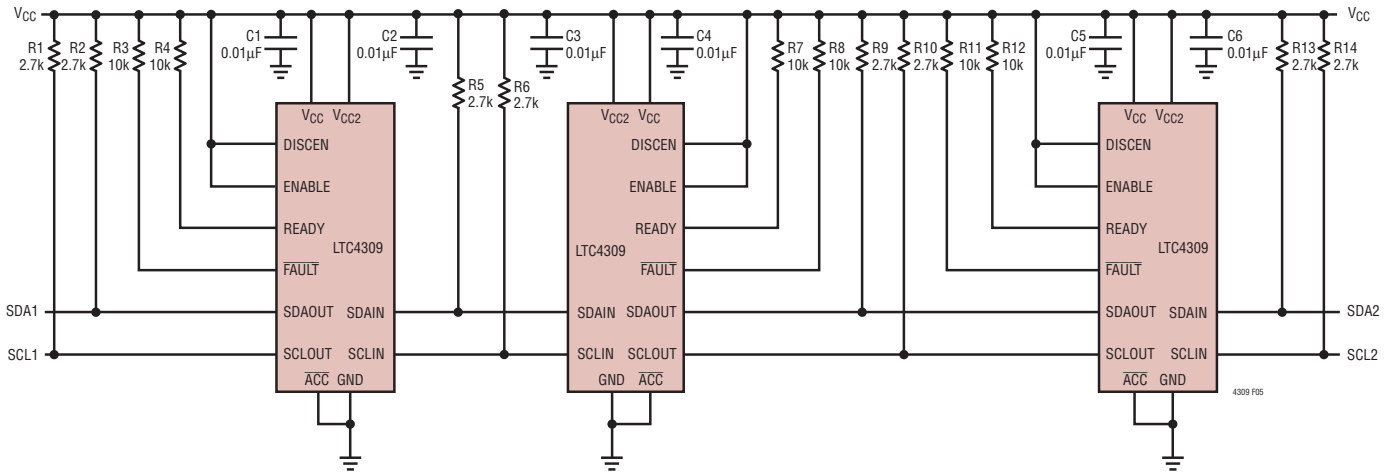 VCC VCC
R1 2.7k
R2 2.7k
R3 10k
R4 10k
C1 0.01µF
C2 0.01µF
R5 2.7k
R6 2.7k
C3 0.01µF
C4 0.01µF
R7 10k
R8 10k
R9 2.7k
R10 2.7k
R11 10k
R12 10k
C5 0.01µF
C6 0.01µF
R13 2.7k
R14 2.7k
VCC VCC2
DISCEN
ENABLE
READY
LTC4309
FAULT
SDAOUT SDAIN
SCLOUT SCLIN
ACC GND
VCC2 VCC
DISCEN
ENABLE
READY
LTC4309
FAULT
SDAIN SDAOUT
SCLIN SCLOUT
GND ACC
VCC VCC2
DISCEN
ENABLE
READY
LTC4309
FAULT
SDAOUT SDAIN
SCLOUT SCLIN
ACC GND
SDA1
SCL1
SDA2
SCL2
4309 F05